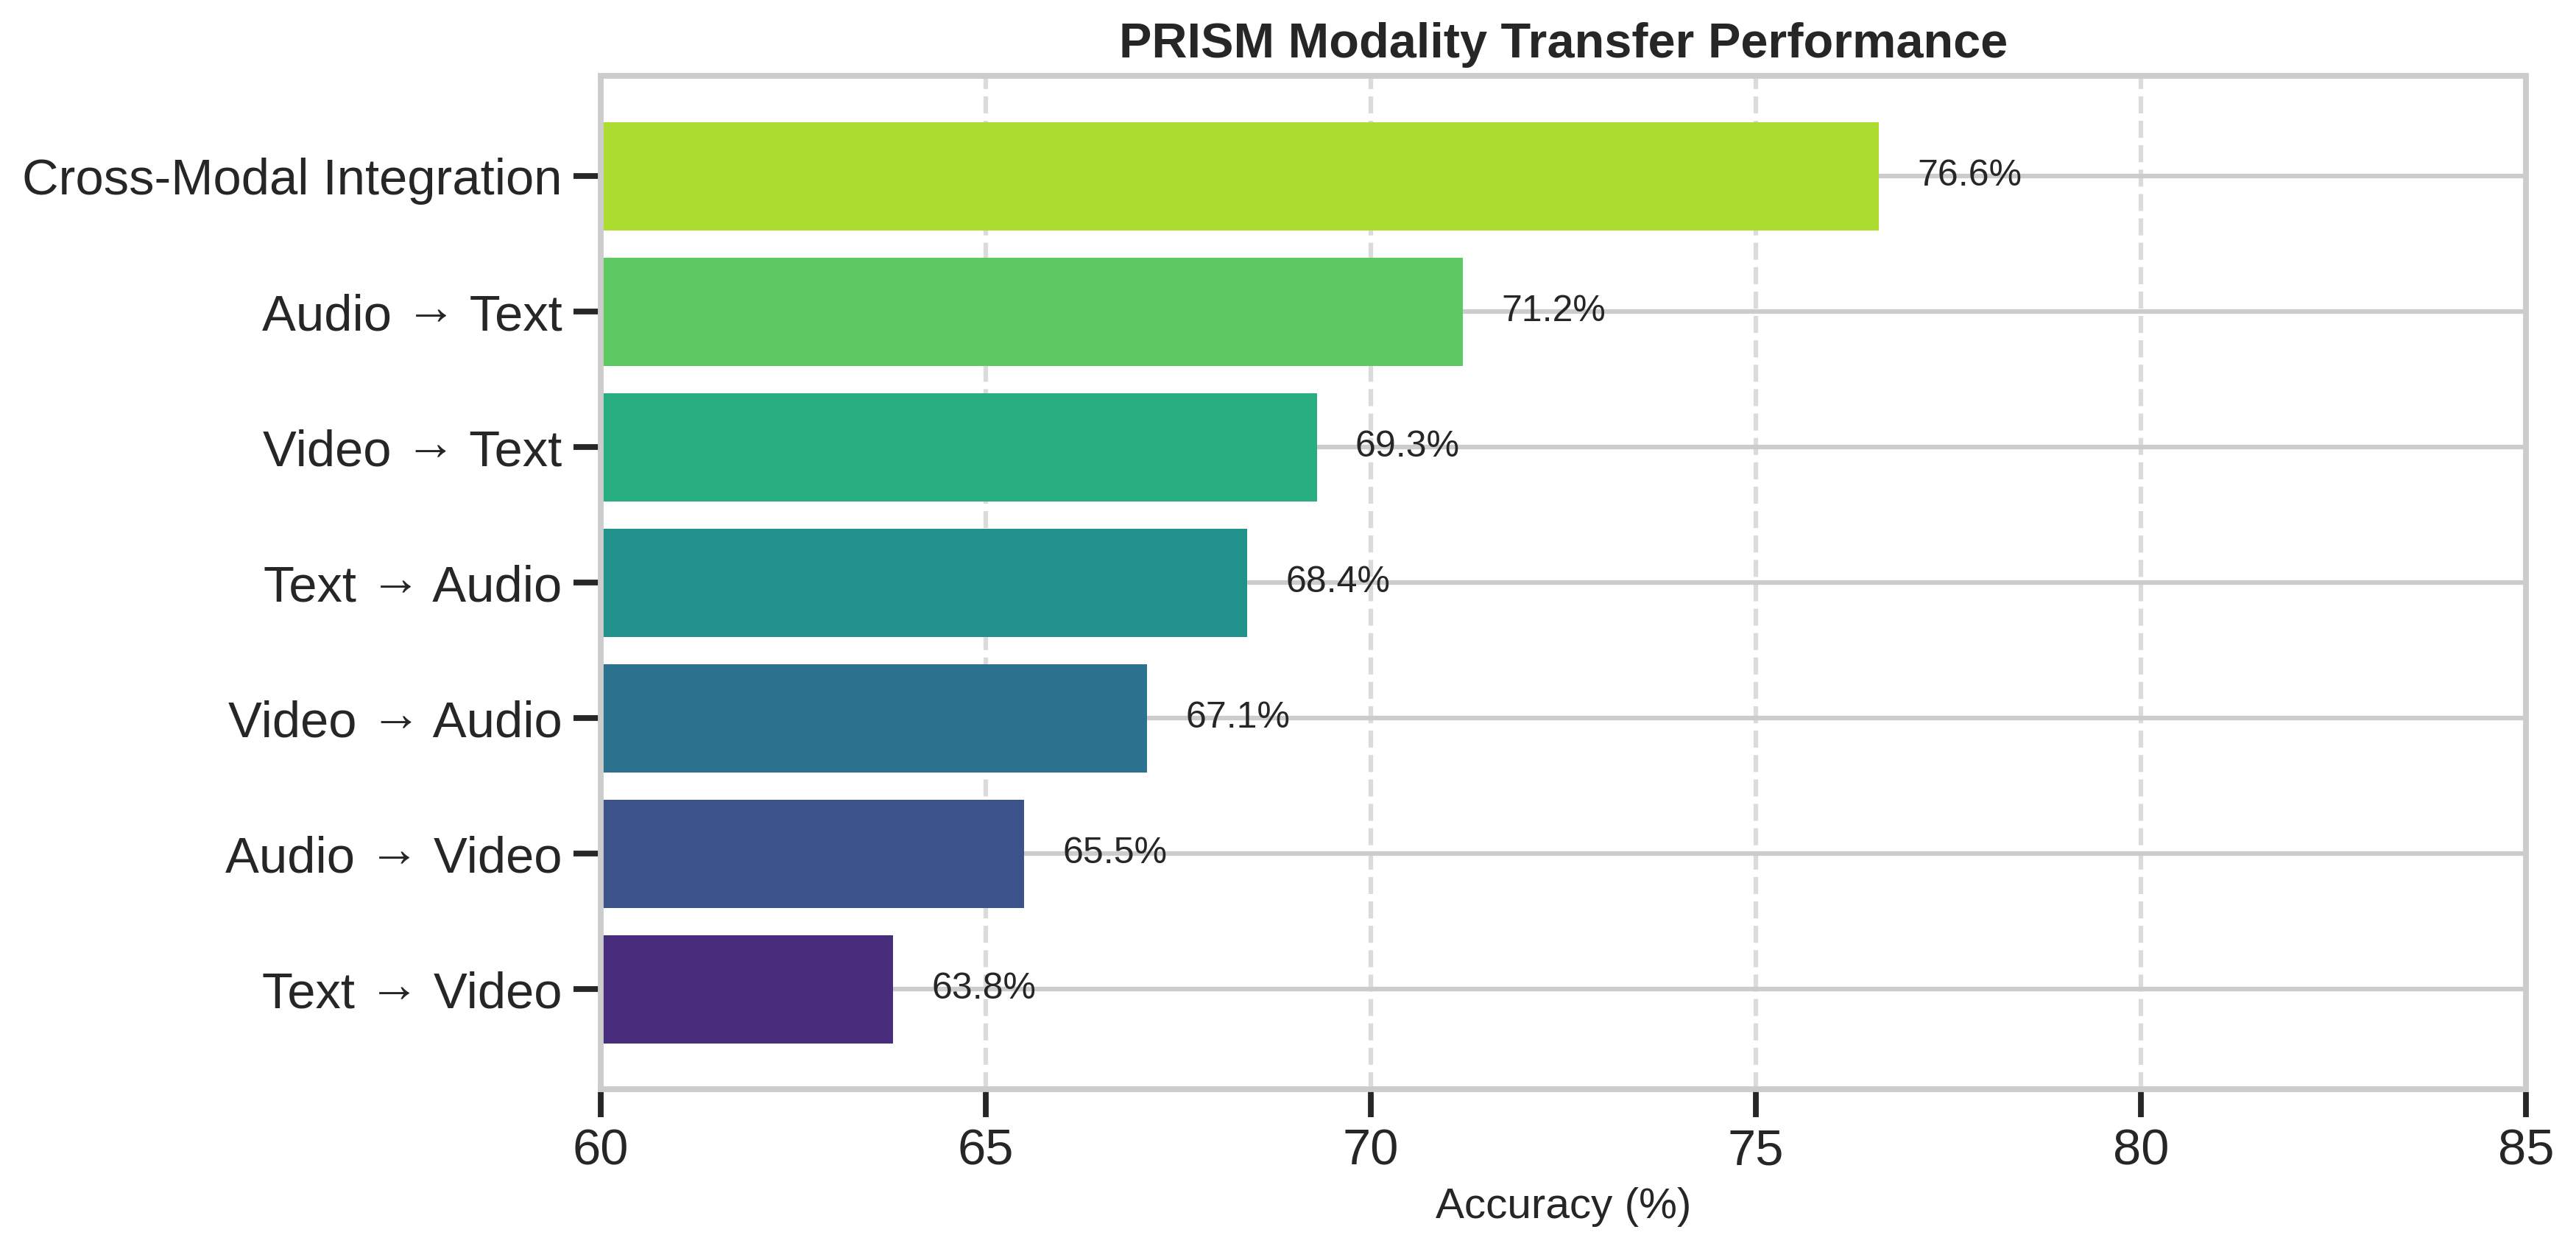 PRISM Modality Transfer Performance
Cross-Modal Integration 76.6%
Audio → Text 71.2%
Video → Text 69.3%
Text → Audio 68.4%
Video → Audio 67.1%
Audio → Video 65.5%
Text → Video 63.8%
60 65 70 75 80 85
Accuracy (%)